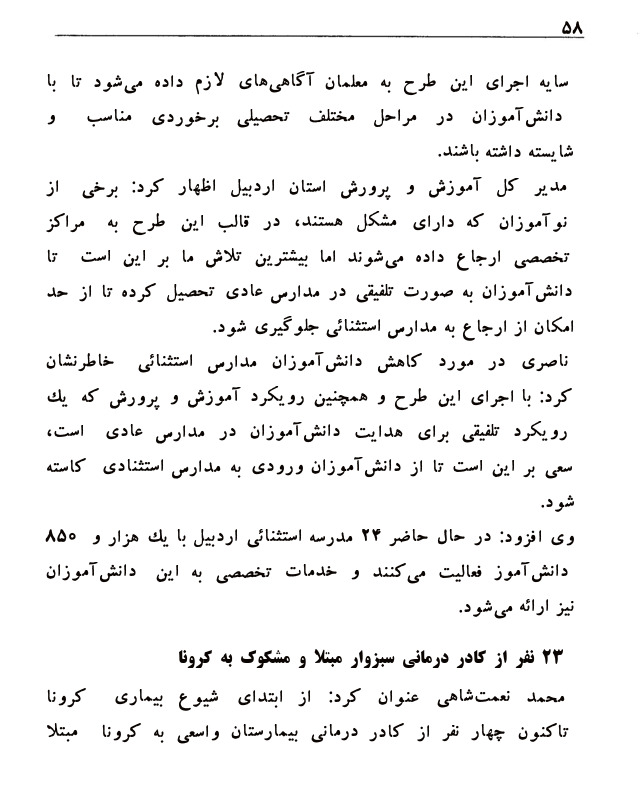 ۵۸
سایه اجرای این طرح به معلمان آگاهی‌های لازم داده می‌شود تا با
دانش‌آموزان در مراحل مختلف تحصیلی برخوردی مناسب و
شایسته داشته باشند.
مدیر کل آموزش و پرورش استان اردبیل اظهار کرد: برخی از
نوآموزان که دارای مشکل هستند، در قالب این طرح به مراکز
تخصصی ارجاع داده می‌شوند اما بیشترین تلاش ما بر این است تا
دانش‌آموزان به صورت تلفیقی در مدارس عادی تحصیل کرده تا از حد
امکان از ارجاع به مدارس استثنائی جلوگیری شود.
ناصری در مورد کاهش دانش‌آموزان مدارس استثنائی خاطرنشان
کرد: با اجرای این طرح و همچنین رویکرد آموزش و پرورش که یك
رویکرد تلفیقی برای هدایت دانش‌آموزان در مدارس عادی است،
سعی بر این است تا از دانش‌آموزان ورودی به مدارس استثنادی کاسته
شود.
وی افزود: در حال حاضر ۲۴ مدرسه استثنائی اردبیل با یك هزار و ۸۵۰
دانش‌آموز فعالیت می‌کنند و خدمات تخصصی به این دانش‌آموزان
نیز ارائه می‌شود.
۲۳ نفر از کادر درمانی سبزوار مبتلا و مشکوک به کرونا
محمد نعمت‌شاهی عنوان کرد: از ابتدای شیوع بیماری کرونا
تاکنون چهار نفر از کادر درمانی بیمارستان واسعی به کرونا مبتلا